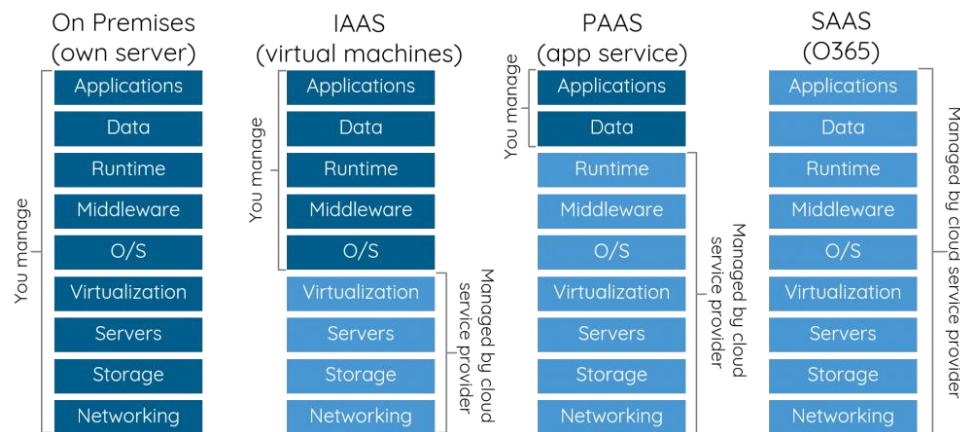 On Premises
(own server)
You manage
Applications
Data
Runtime
Middleware
O/S
Virtualization
Servers
Storage
Networking
IAAS
(virtual machines)
You manage
Applications
Data
Runtime
Middleware
O/S
Virtualization
Servers
Storage
Networking
Managed by cloud
service provider
PAAS
(app service)
You manage
Applications
Data
Runtime
Middleware
O/S
Virtualization
Servers
Storage
Networking
Managed by cloud
service provider
SAAS
(O365)
Applications
Data
Runtime
Middleware
O/S
Virtualization
Servers
Storage
Networking
Managed by cloud service provider